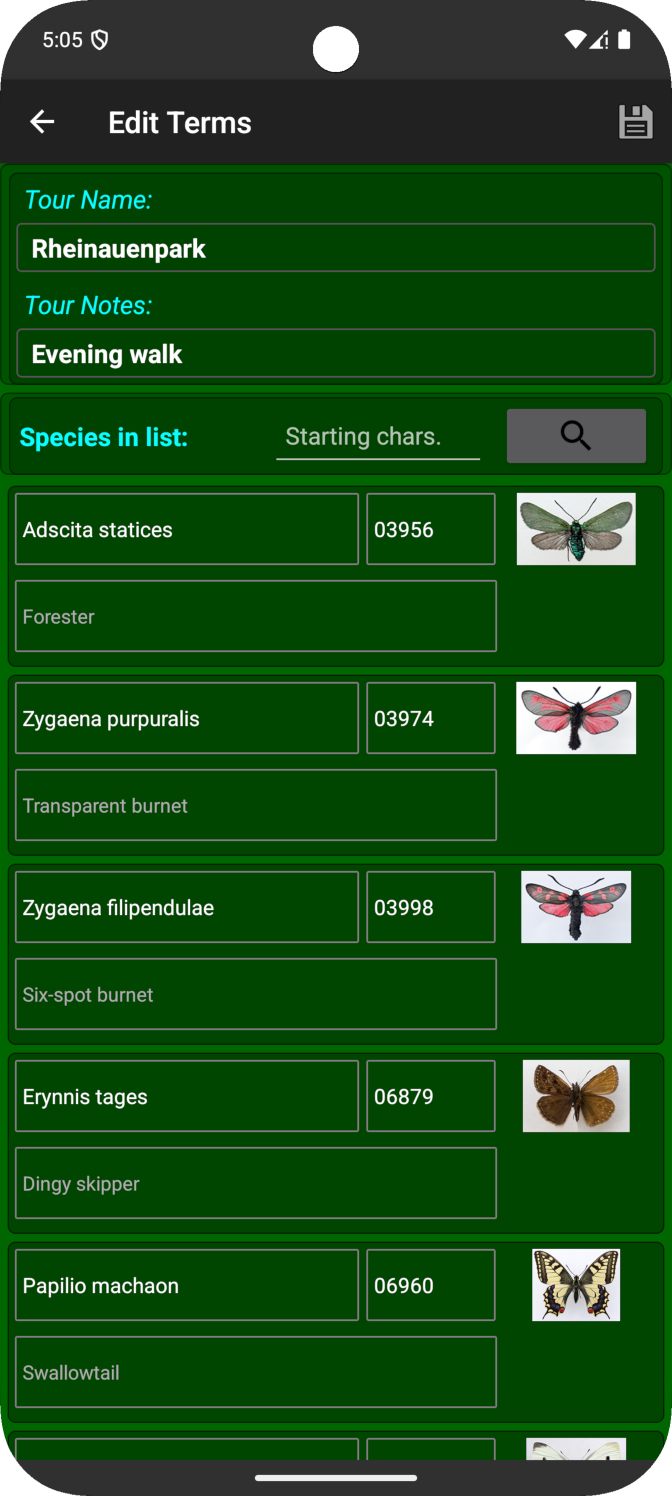 5:05
Edit Terms
Tour Name:
Rheinauenpark
Tour Notes:
Evening walk
Species in list:
Starting chars.
Adscita statices
03956
Forester
Zygaena purpuralis
03974
Transparent burnet
Zygaena filipendulae
03998
Six-spot burnet
Erynnis tages
06879
Dingy skipper
Papilio machaon
06960
Swallowtail